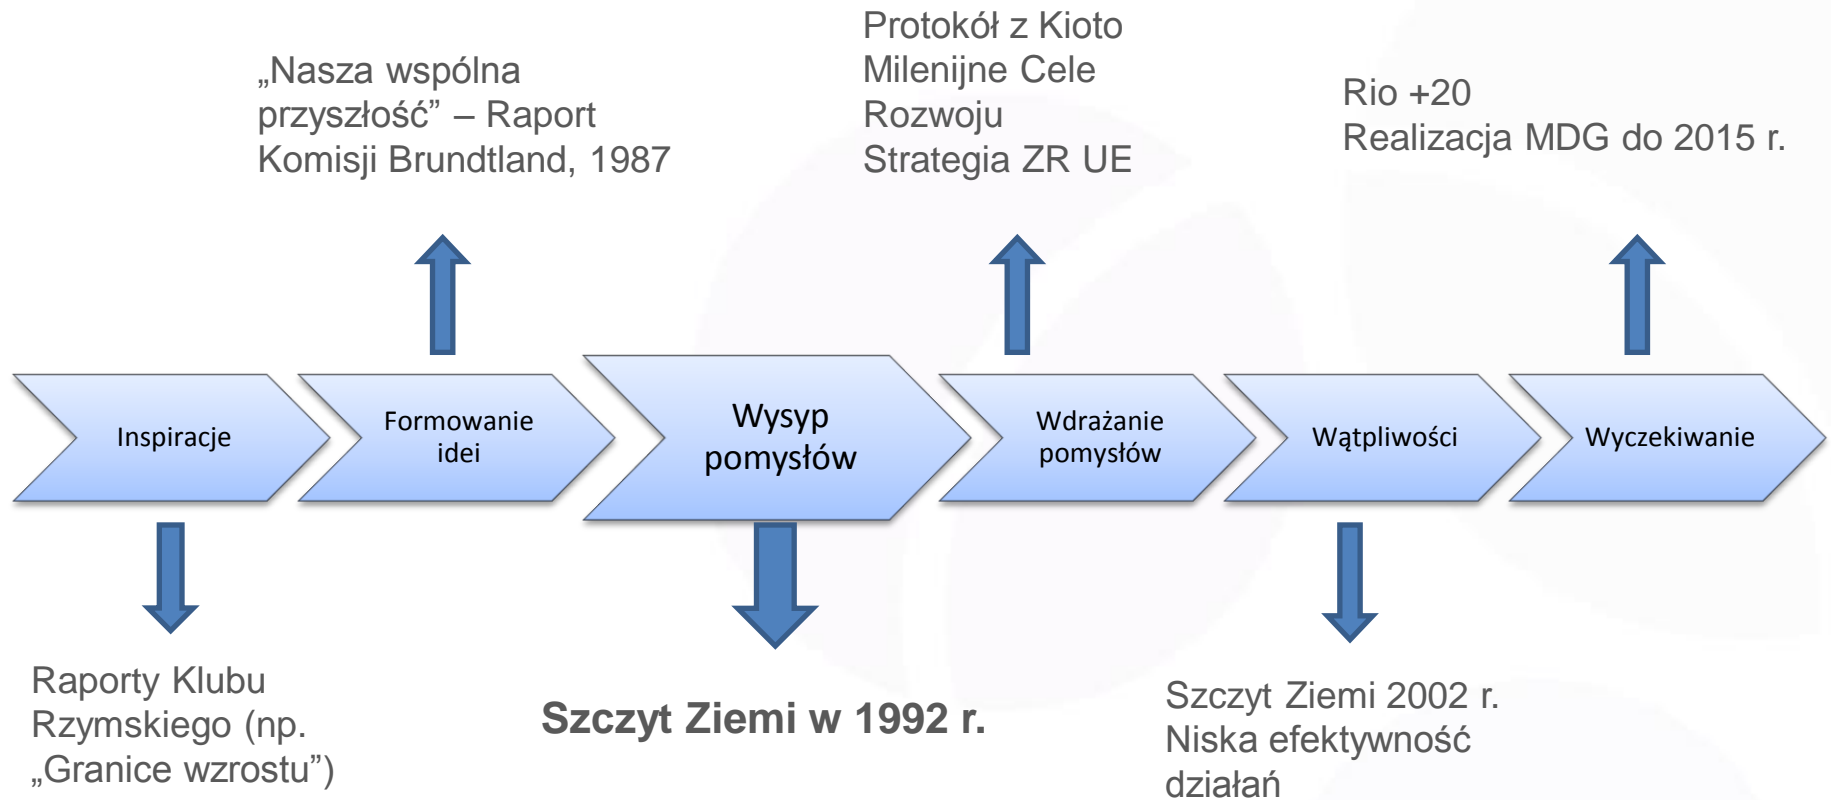 „Nasza wspólna
przyszłość” – Raport
Komisji Brundtland, 1987
Protokół z Kioto
Milenijne Cele
Rozwoju
Strategia ZR UE
Rio +20
Realizacja MDG do 2015 r.
Inspiracje
Formowanie
idei
Wysyp
pomysłów
Wdrażanie
pomysłów
Wątpliwości
Wyczekiwanie
Raporty Klubu
Rzymskiego (np.
„Granice wzrostu”)
Szczyt Ziemi w 1992 r.
Szczyt Ziemi 2002 r.
Niska efektywność
działań